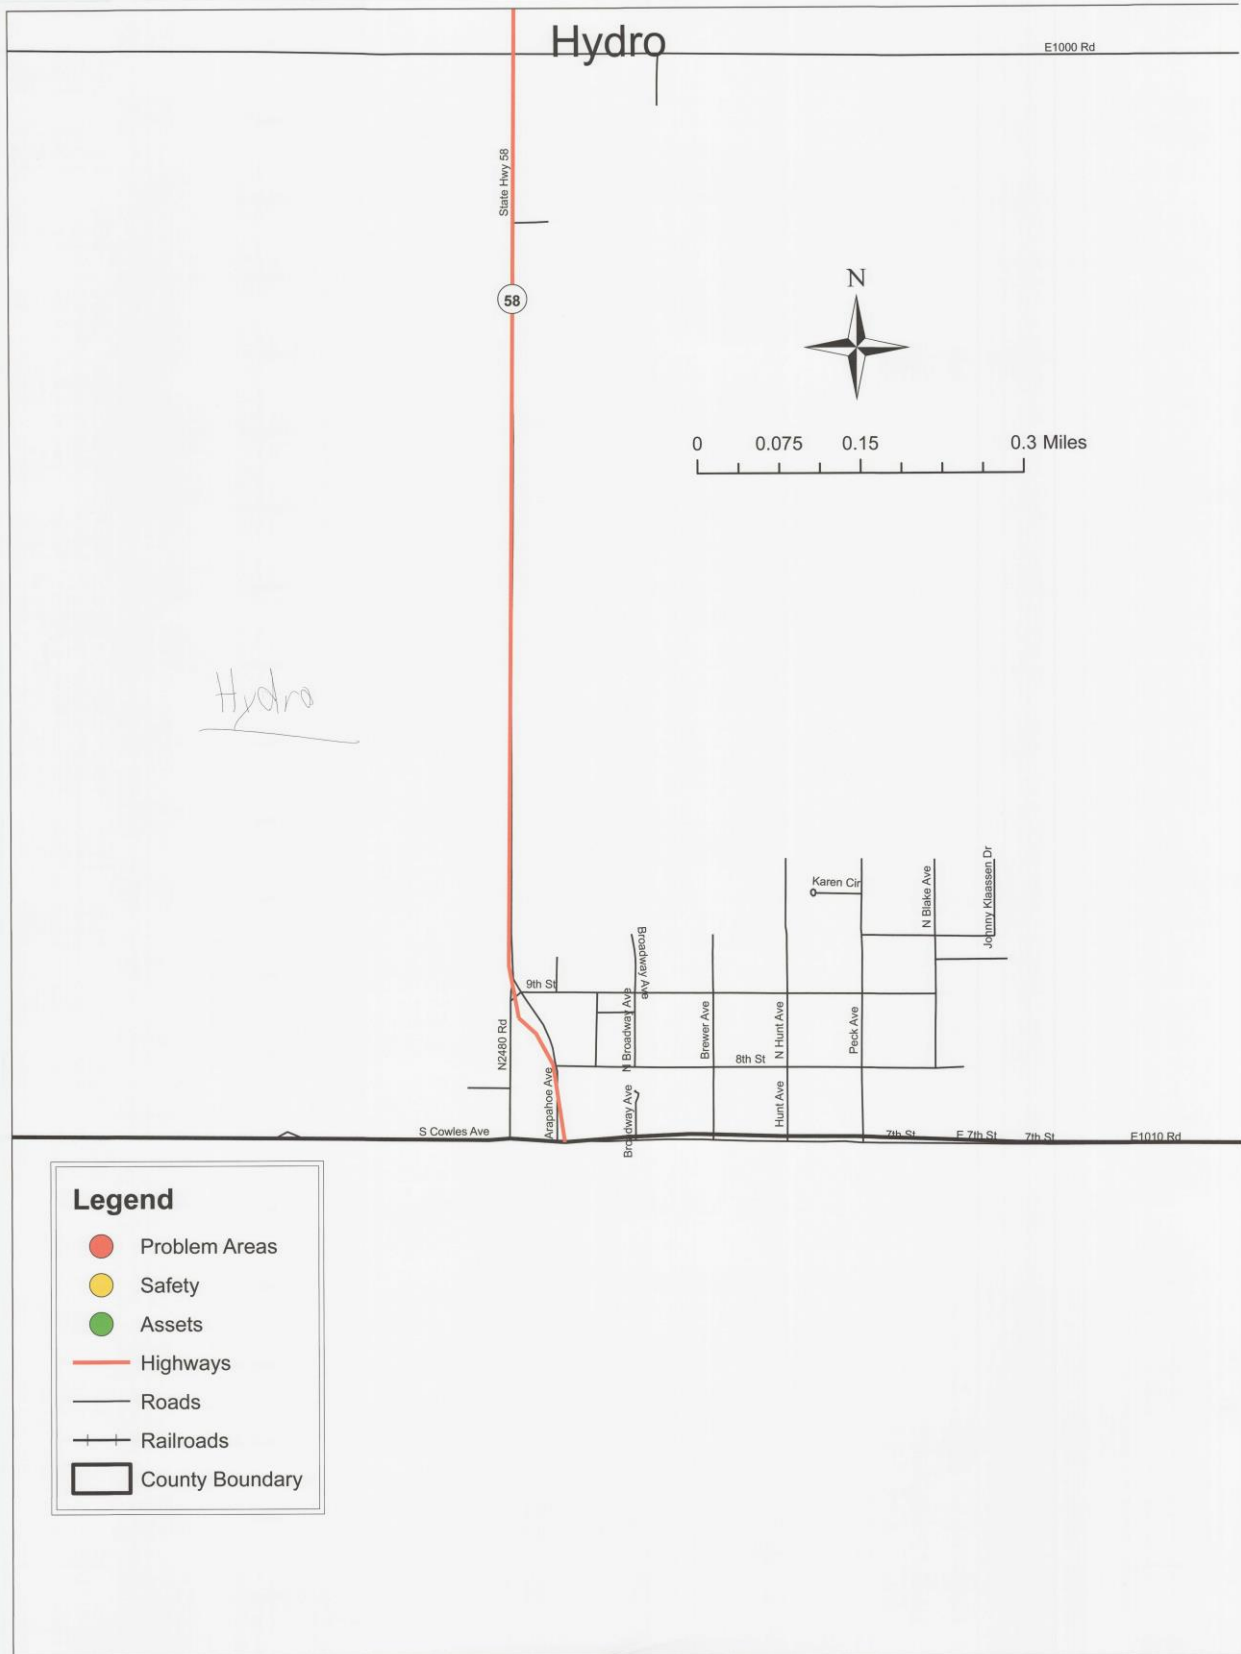 Hydro
E1000 Rd
State Hwy 58
58
N
0 0.075 0.15 0.3 Miles
Hydro
Karen Cir
N Blake Ave
Johnny Klaassen Dr
Broadway Ave
9th St
N2480 Rd
N Broadway Ave
Brewer Ave
N Hunt Ave
Peck Ave
8th St
Arapahoe Ave
Broadway Ave
Hunt Ave
S Cowles Ave
7th St
E 7th St
7th St
E1010 Rd
Legend
Problem Areas
Safety
Assets
Highways
Roads
Railroads
County Boundary